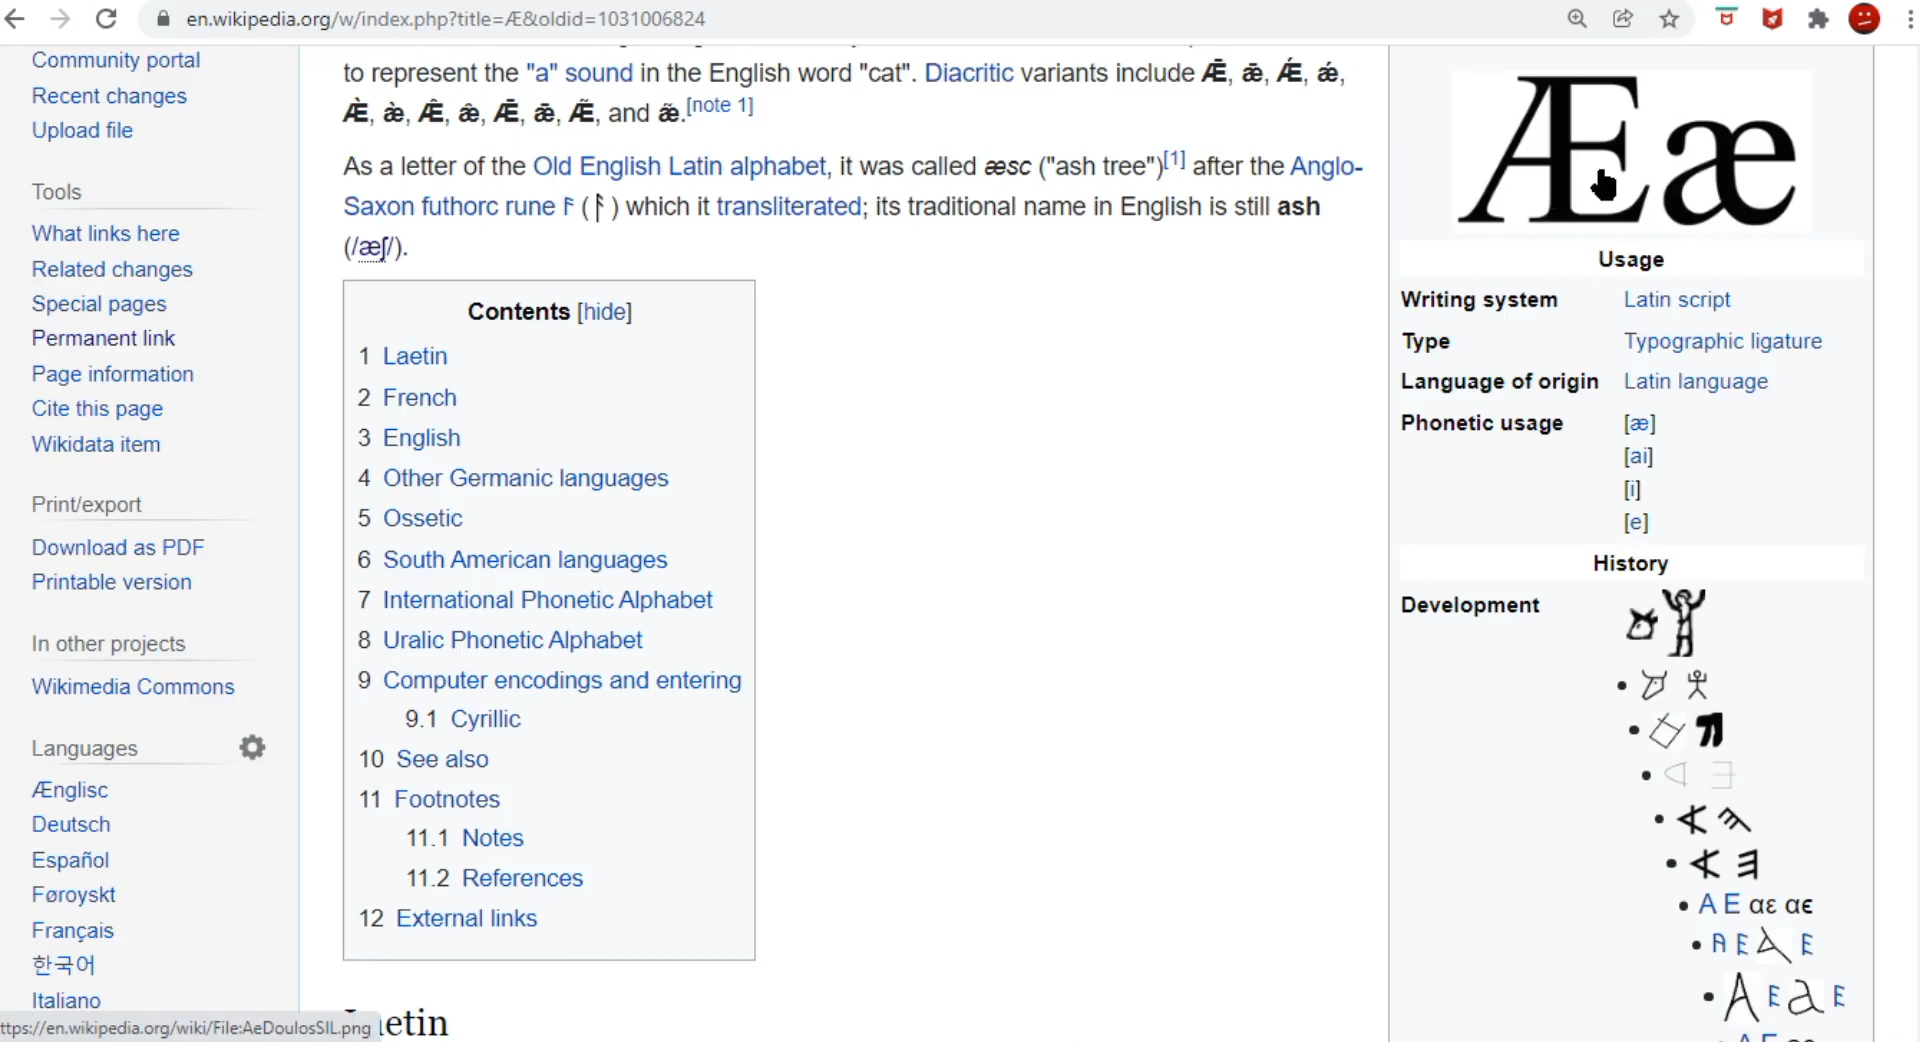 en.wikipedia.org/w/index.php?title=Æ&oldid=1031006824
Community portal
Recent changes
Upload file
Tools
What links here
Related changes
Special pages
Permanent link
Page information
Cite this page
Wikidata item
Print/export
Download as PDF
Printable version
In other projects
Wikimedia Commons
Languages
Ænglisc
Deutsch
Español
Føroyskt
Français
한국어
Italiano
ttps://en.wikipedia.org/wiki/File:AeDoulosSIL.png
to represent the "a" sound in the English word "cat". Diacritic variants include Æ̅, æ̅, Ǽ, ǽ,
Æ̀, æ̀, Æ̂, æ̂, Ǣ, ǣ, Æ̃, and æ̃.[note 1]
As a letter of the Old English Latin alphabet, it was called æsc ("ash tree")[1] after the Anglo-
Saxon futhorc rune ᚫ (ᚫ) which it transliterated; its traditional name in English is still ash
(/æʃ/).
Contents [hide]
1 Laetin
2 French
3 English
4 Other Germanic languages
5 Ossetic
6 South American languages
7 International Phonetic Alphabet
8 Uralic Phonetic Alphabet
9 Computer encodings and entering
9.1 Cyrillic
10 See also
11 Footnotes
11.1 Notes
11.2 References
12 External links
etin
Æ æ
Usage
Writing system Latin script
Type Typographic ligature
Language of origin Latin language
Phonetic usage [æ]
[ai]
[i]
[e]
History
Development
A E αε αϵ